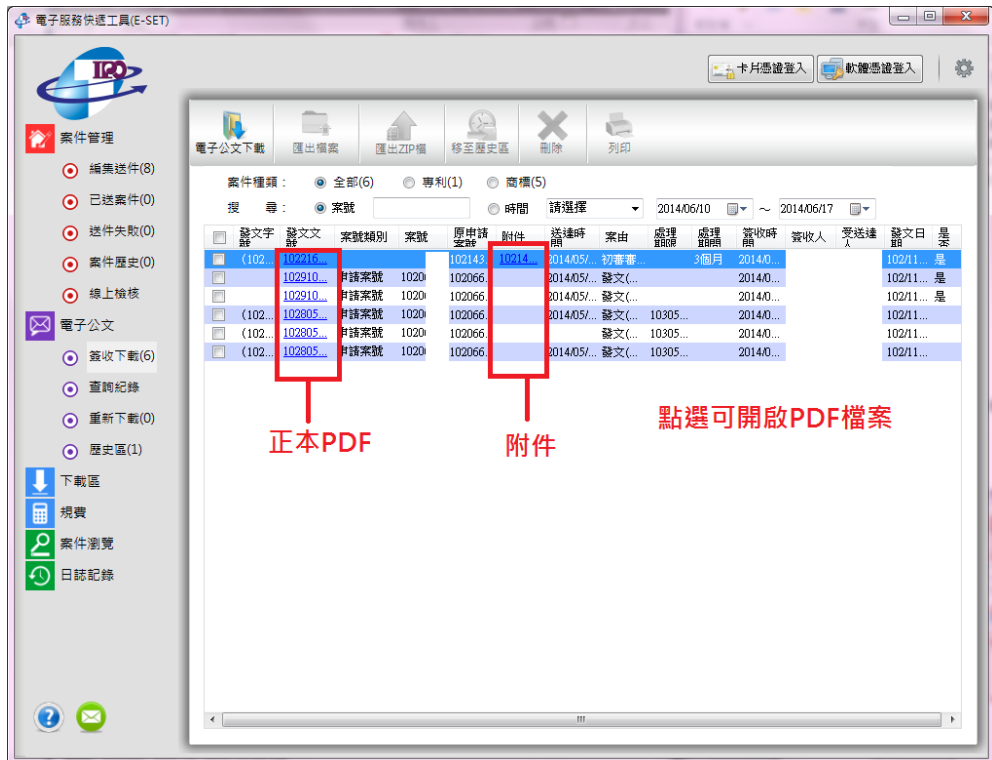 電子服務快遞工具(E-SET)
IPO
卡片憑證登入 軟體憑證登入
案件管理
編集送件(8)
已送案件(0)
送件失敗(0)
案件歷史(0)
線上檢核
電子公文
簽收下載(6)
查詢紀錄
重新下載(0)
歷史區(1)
下載區
規費
案件瀏覽
日誌記錄
電子公文下載 匯出檔案 匯出ZIP檔 移至歷史區 刪除 列印
案件種類： 全部(6) 專利(1) 商標(5)
搜 尋： 案號 時間 請選擇 2014/06/10 ～ 2014/06/17
發文字號 發文文號 案號類別 案號 原申請案號 附件 送達時間 案由 處理期限 處理期間 簽收時間 簽收人 受送達人 發文日期 是否
(102... 102216... 102143... 10214... 2014/05/... 初審審... 3個月 2014/0... 102/11... 是
102910... 申請案號 1020 102066... 2014/05/... 發文(... 2014/0... 102/11... 是
102910... 申請案號 1020 102066... 2014/05/... 發文(... 2014/0... 102/11... 是
(102... 102805... 申請案號 1020 102066... 2014/05/... 發文(... 10305... 2014/0... 102/11...
(102... 102805... 申請案號 1020 102066... 發文(... 10305... 2014/0... 102/11...
(102... 102805... 申請案號 1020 102066... 2014/05/... 發文(... 10305... 2014/0... 102/11...
正本PDF
附件
點選可開啟PDF檔案